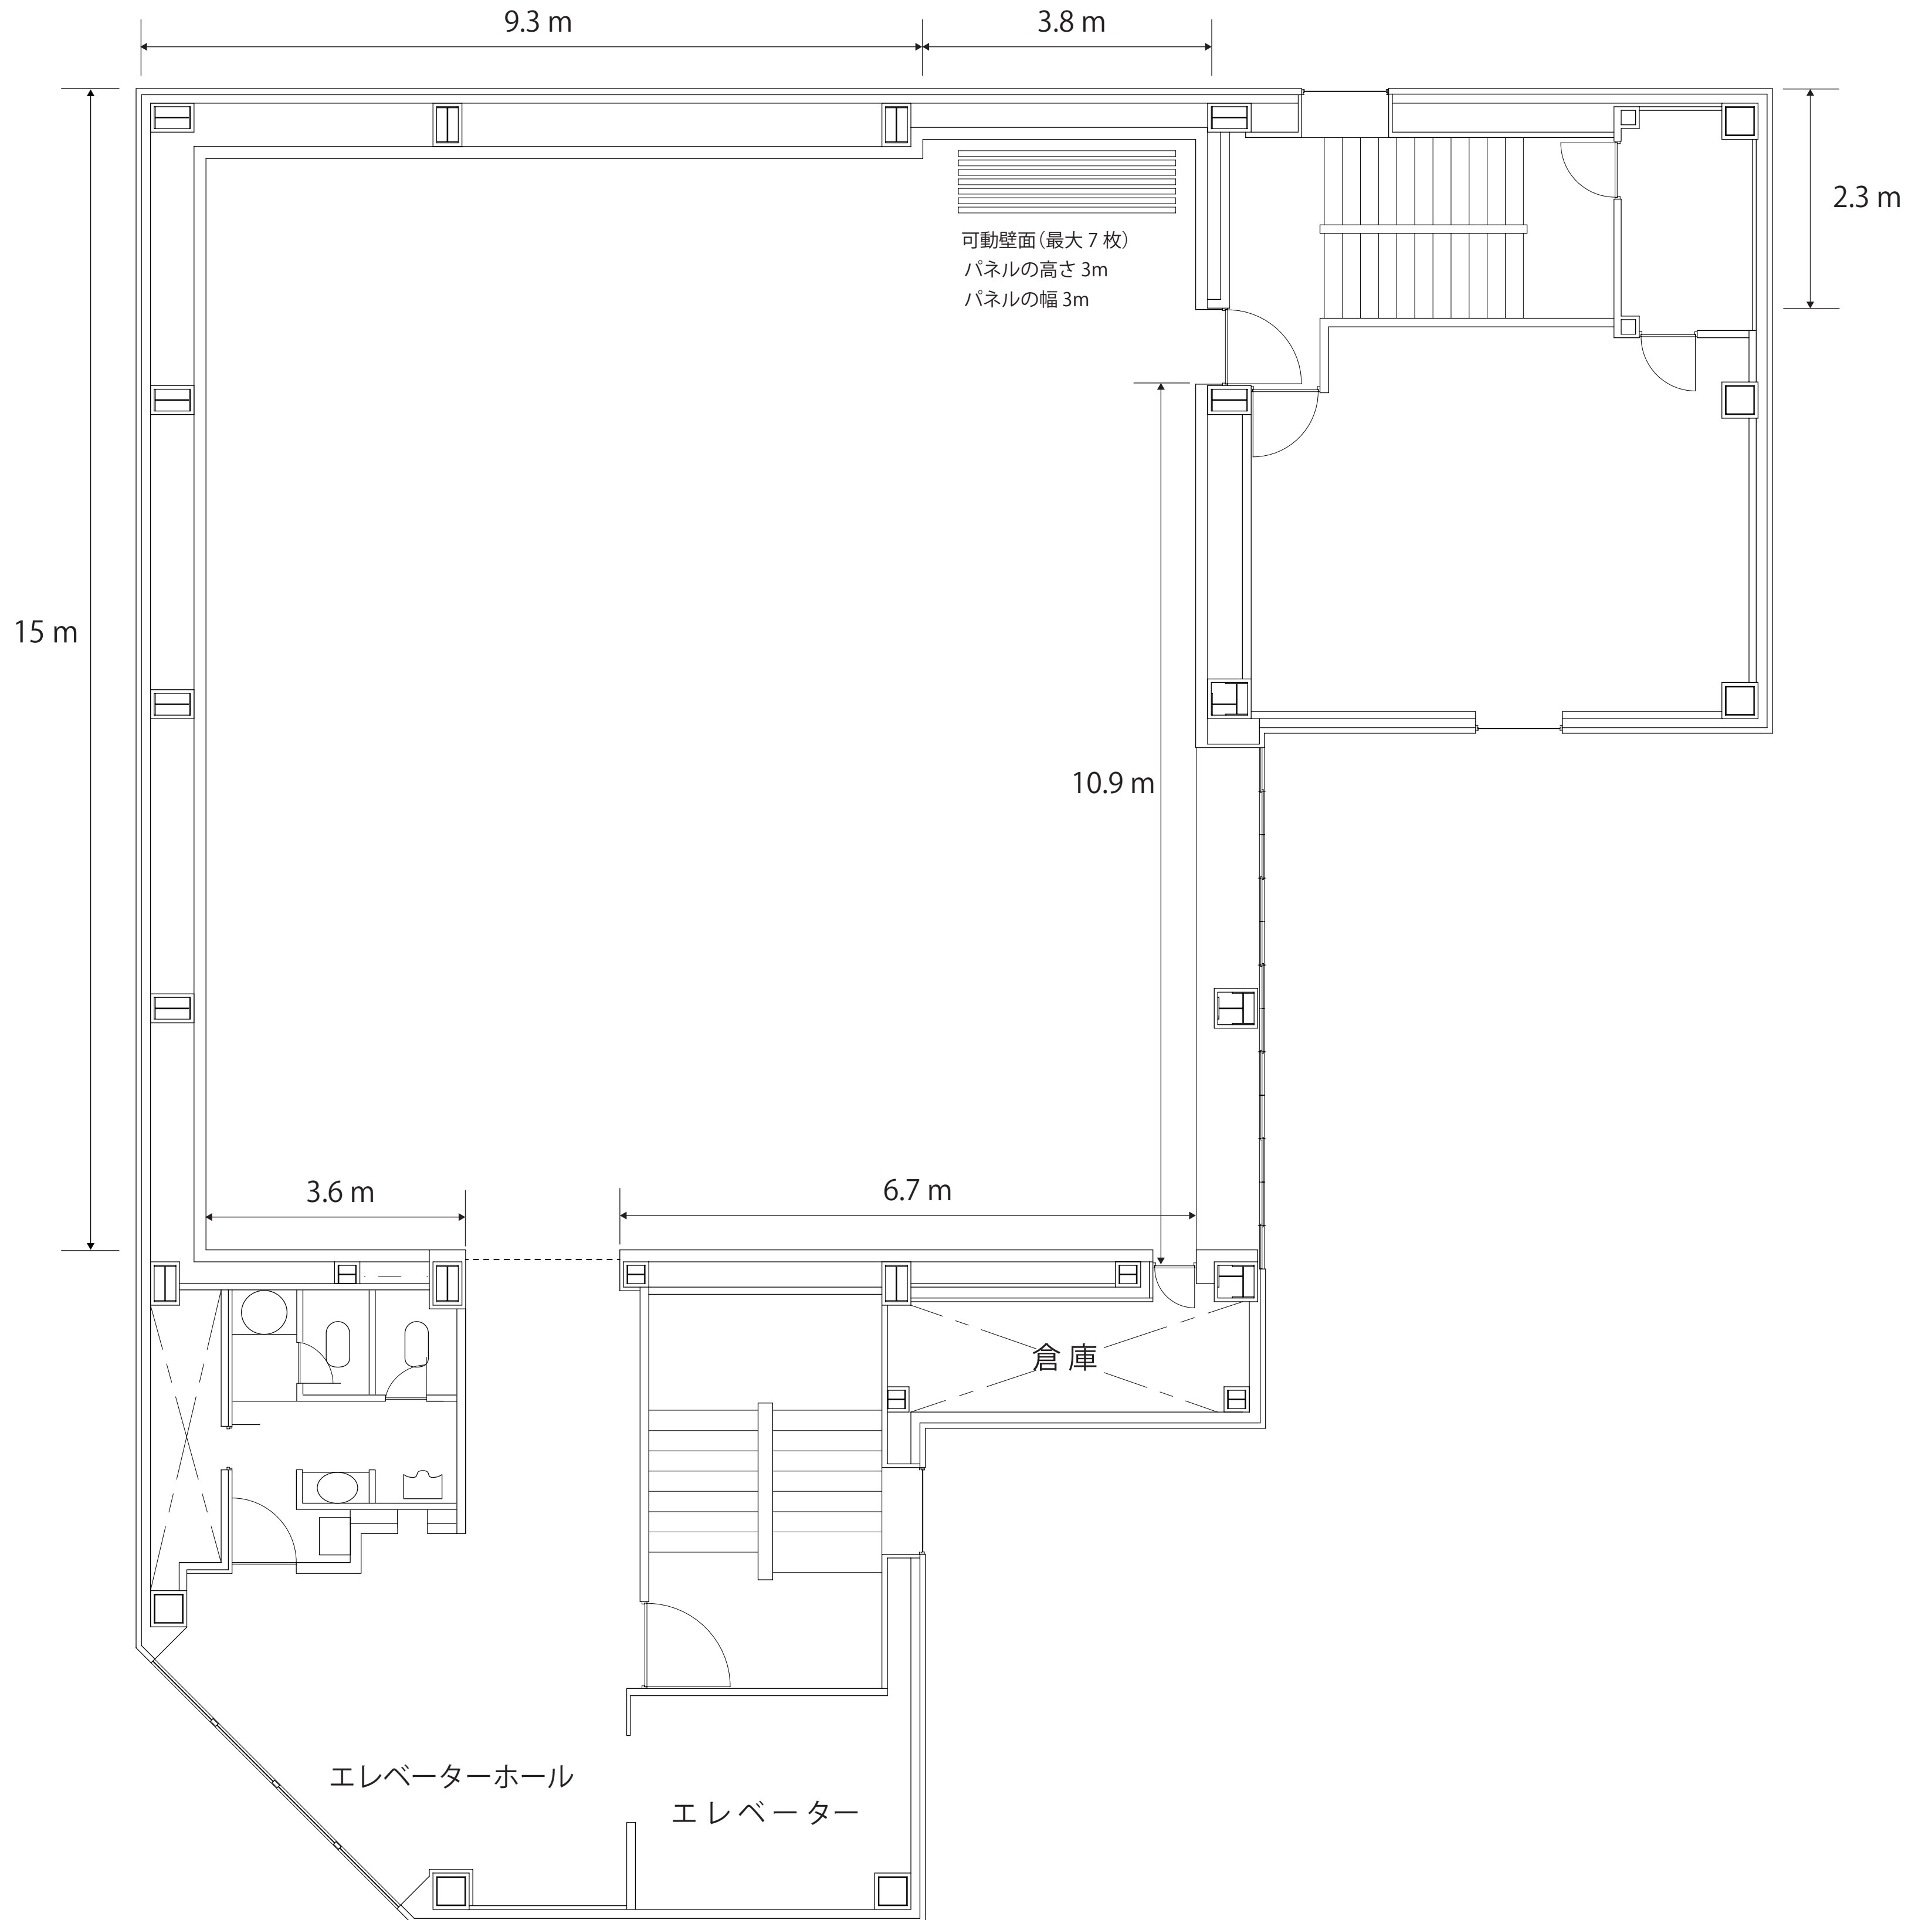 9.3 m
3.8 m
2.3 m
可動壁面（最大 7 枚）
パネルの高さ 3m
パネルの幅 3m
15 m
10.9 m
3.6 m
6.7 m
倉 庫
エレベーターホール
エ レ ベ ー タ ー